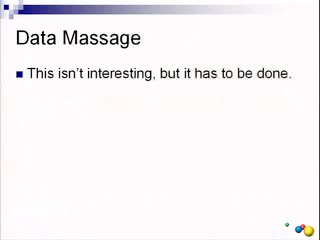 Data Massage
This isn't interesting, but it has to be done.